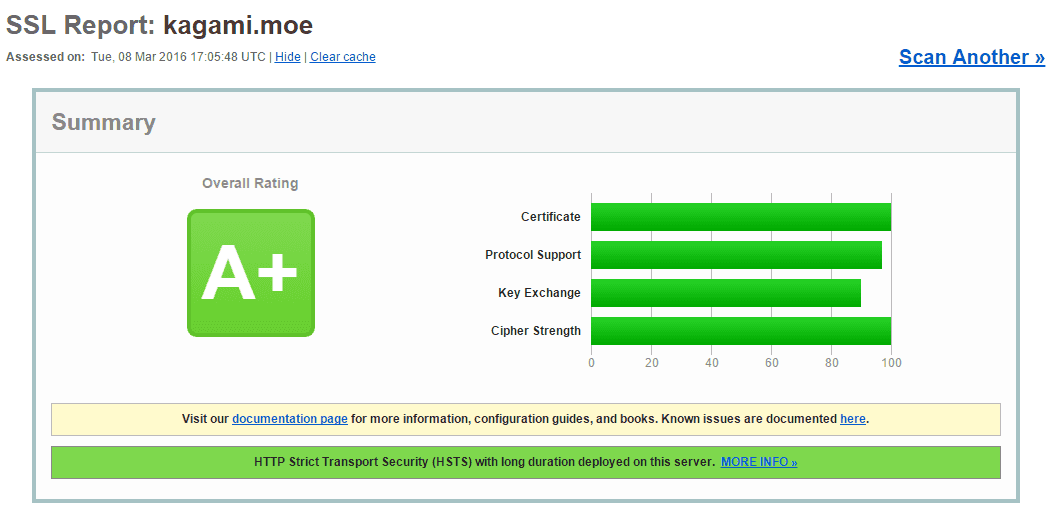 SSL Report: kagami.moe
Assessed on: Tue, 08 Mar 2016 17:05:48 UTC | Hide | Clear cache
Scan Another »
Summary
Overall Rating
A+
Certificate
Protocol Support
Key Exchange
Cipher Strength
0 20 40 60 80 100
Visit our documentation page for more information, configuration guides, and books. Known issues are documented here.
HTTP Strict Transport Security (HSTS) with long duration deployed on this server. MORE INFO »